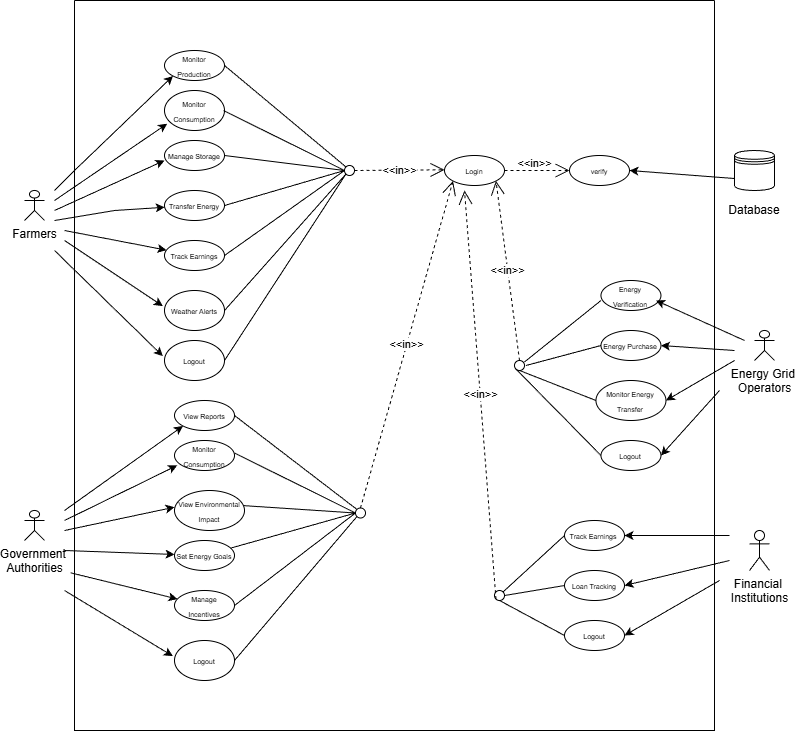 Monitor
Production
Monitor
Consumption
Manage Storage
Transfer Energy
Track Earnings
Weather Alerts
Logout
Farmers
<<in>>
Login
<<in>>
verify
Database
<<in>>
<<in>>
<<in>>
Energy
Verification
Energy Purchase
Monitor Energy
Transfer
Logout
Energy Grid
Operators
View Reports
Monitor
Consumption
View Environmental
Impact
Set Energy Goals
Manage
Incentives
Logout
Government
Authorities
Track Earnings
Loan Tracking
Logout
Financial
Institutions